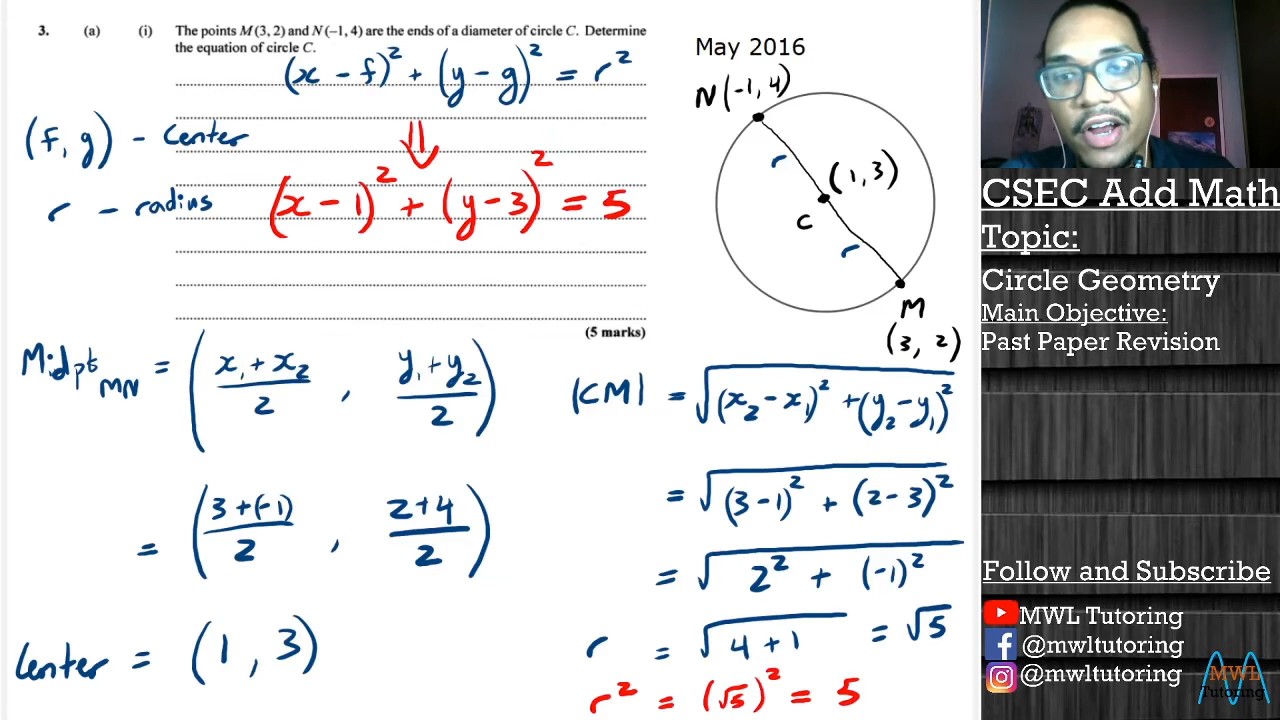 3. (a) (i) The points M(3, 2) and N(−1, 4) are the ends of a diameter of circle C. Determine
the equation of circle C.
(x − f)² + (y − g)² = r²
(f, g) – center
r – radius
⇓
(x − 1)² + (y − 3)² = 5
(5 marks)
May 2016
N(-1, 4)
r
(1, 3)
C
r
M
(3, 2)
Midpt MN = ( x₁ + x₂ / 2 , y₁ + y₂ / 2 )
= ( 3 + (-1) / 2 , 2 + 4 / 2 )
Center = (1, 3)
|CM| = √(x₂ − x₁)² + (y₂ − y₁)²
= √(3 − 1)² + (2 − 3)²
= √2² + (-1)²
r = √4 + 1 = √5
r² = (√5)² = 5
CSEC Add Math
Topic:
Circle Geometry
Main Objective:
Past Paper Revision
Follow and Subscribe
MWL Tutoring
@mwltutoring
@mwltutoring
MWL
Tutoring